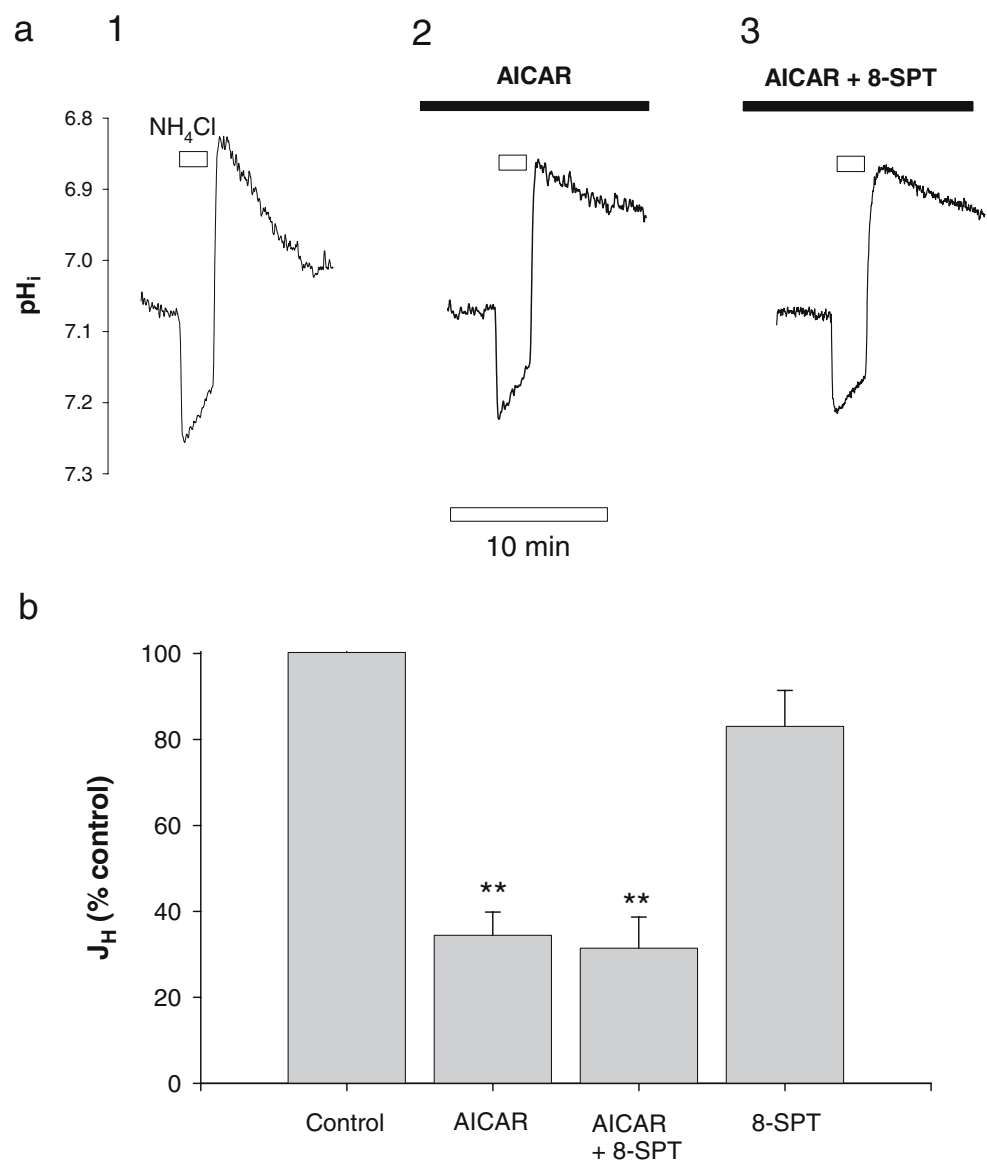 a 1 2 3
AICAR
AICAR + 8-SPT
NH4Cl
6.8
6.9
7.0
7.1
7.2
7.3
pHi
10 min
b
100
80
60
40
20
0
JH (% control)
** **
Control AICAR AICAR 8-SPT
+ 8-SPT